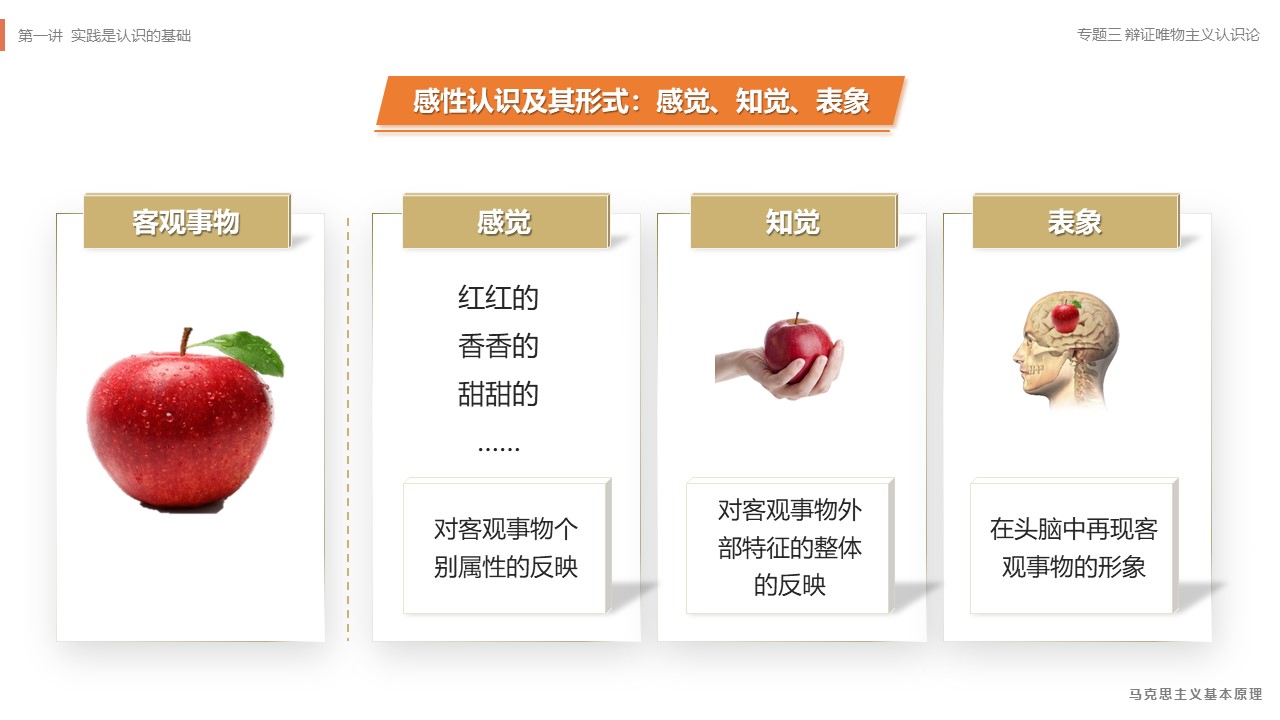 第一讲 实践是认识的基础
专题三 辩证唯物主义认识论
感性认识及其形式：感觉、知觉、表象
客观事物
感觉
红红的
香香的
甜甜的
······
对客观事物个
别属性的反映
知觉
对客观事物外
部特征的整体
的反映
表象
在头脑中再现客
观事物的形象
马克思主义基本原理